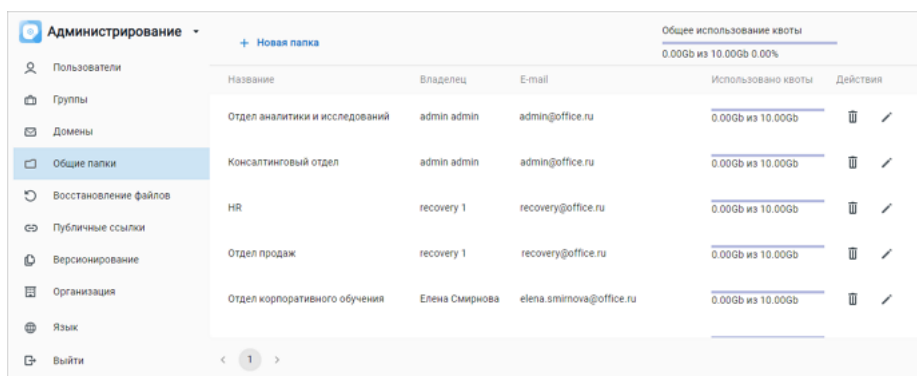 Администрирование
Пользователи
Группы
Домены
Общие папки
Восстановление файлов
Публичные ссылки
Версионирование
Организация
Язык
Выйти
+ Новая папка
Общее использование квоты
0.00Gb из 10.00Gb 0.00%
Название Владелец E-mail Использовано квоты Действия
Отдел аналитики и исследований admin admin admin@office.ru 0.00Gb из 10.00Gb
Консалтинговый отдел admin admin admin@office.ru 0.00Gb из 10.00Gb
HR recovery 1 recovery@office.ru 0.00Gb из 10.00Gb
Отдел продаж recovery 1 recovery@office.ru 0.00Gb из 10.00Gb
Отдел корпоративного обучения Елена Смирнова elena.smirnova@office.ru 0.00Gb из 10.00Gb
< 1 >